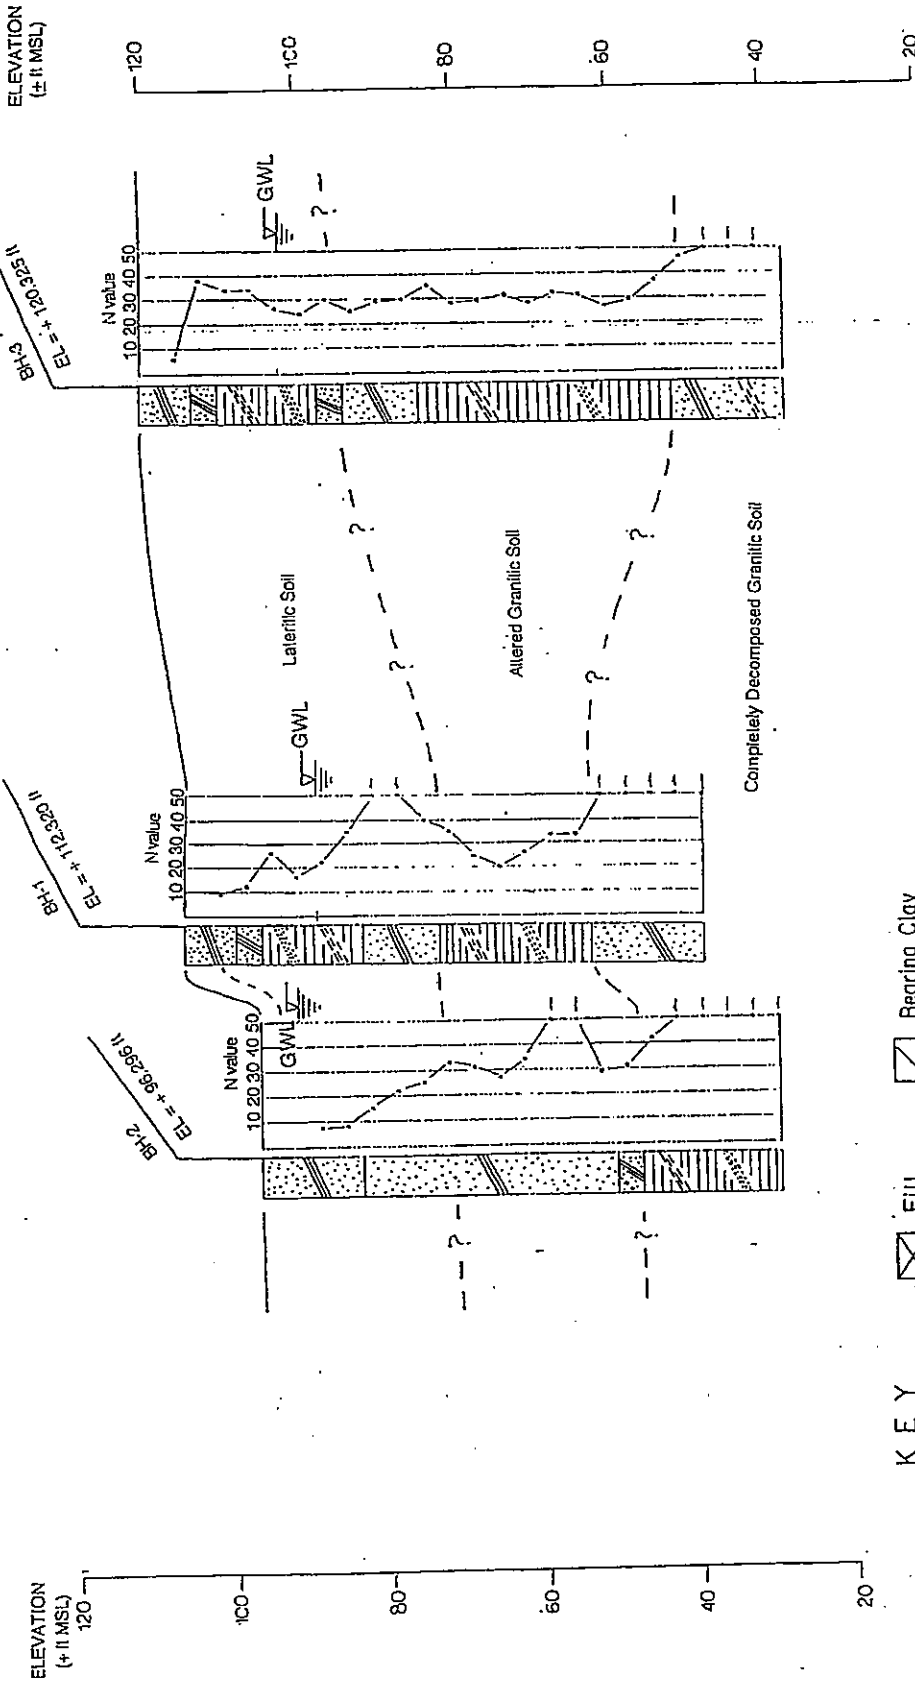 ELEVATION
(± ft MSL)
120
100
80
60
40
20
BH-3
EL = + 120.325 ft
N value
10 20 30 40 50
GWL
?
BH-1
EL = + 112.320 ft
N value
10 20 30 40 50
GWL
Lateritic Soil
?
?
Altered Granitic Soil
?
?
Completely Decomposed Granitic Soil
BH-2
EL = + 96.296 ft
N value
10 20 30 40 50
GWL
?
?
ELEVATION
(+ ft MSL)
120
100
80
60
40
20
KEY
Fill
Bearing Clay